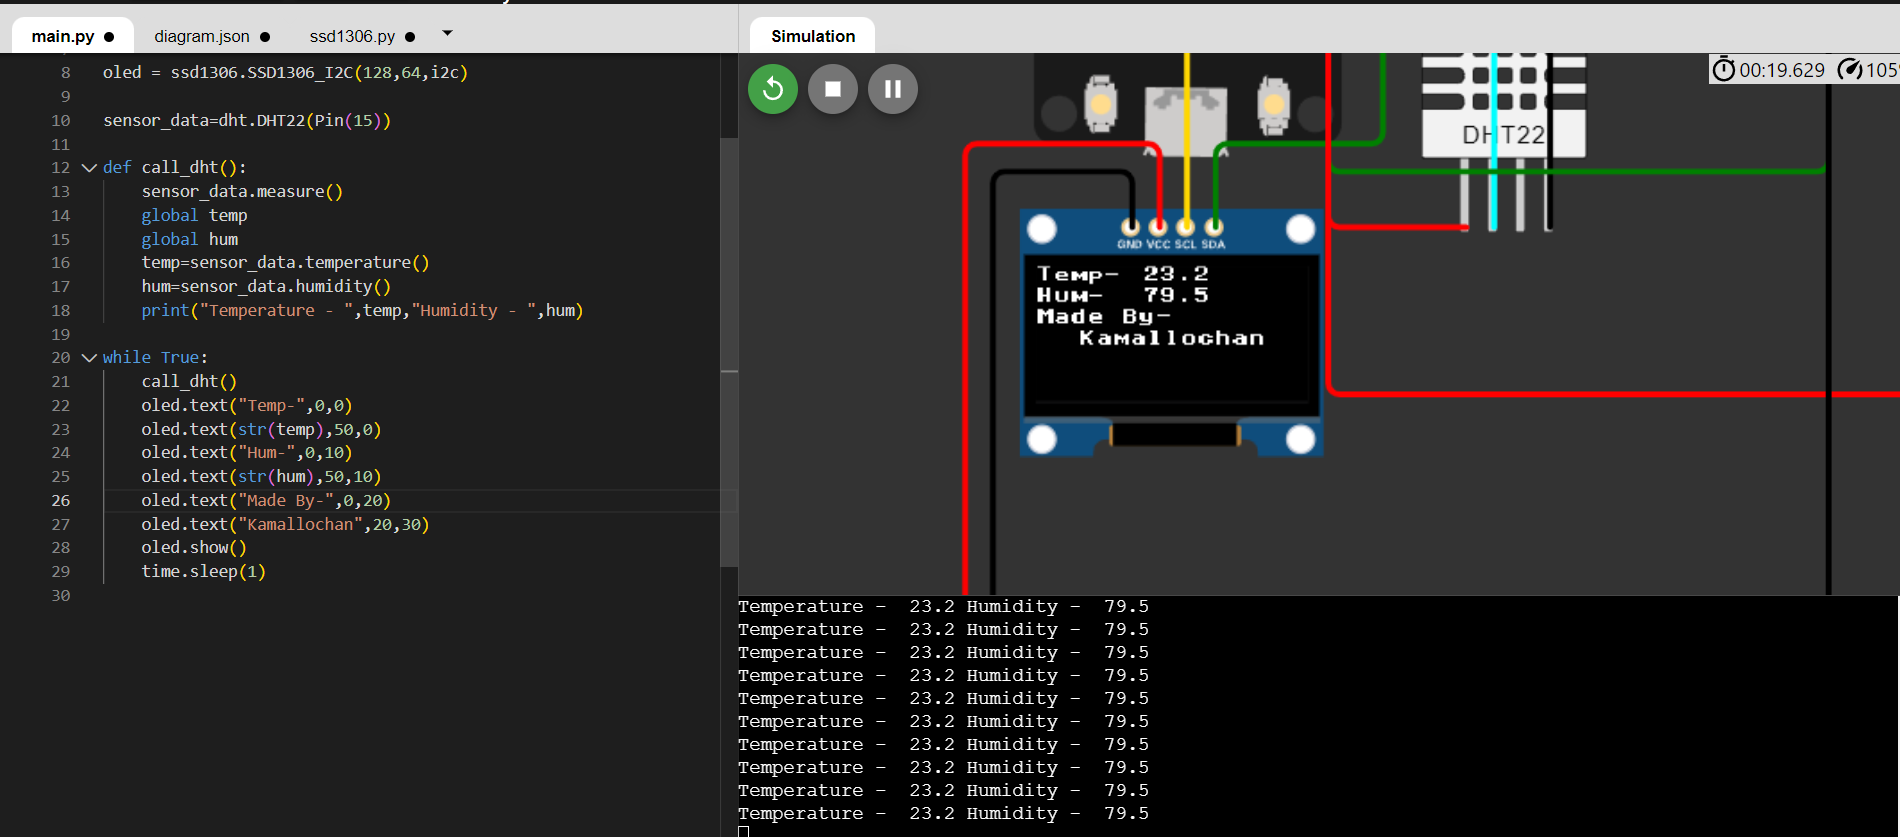 main.py ● diagram.json ● ssd1306.py ●
8 oled = ssd1306.SSD1306_I2C(128,64,i2c)
9
10 sensor_data=dht.DHT22(Pin(15))
11
12 def call_dht():
13 sensor_data.measure()
14 global temp
15 global hum
16 temp=sensor_data.temperature()
17 hum=sensor_data.humidity()
18 print("Temperature - ",temp,"Humidity - ",hum)
19
20 while True:
21 call_dht()
22 oled.text("Temp-",0,0)
23 oled.text(str(temp),50,0)
24 oled.text("Hum-",0,10)
25 oled.text(str(hum),50,10)
26 oled.text("Made By-",0,20)
27 oled.text("Kamallochan",20,30)
28 oled.show()
29 time.sleep(1)
30
Simulation
00:19.629
DHT22
GND VCC SCL SDA
Temp- 23.2
Hum- 79.5
Made By-
Kamallochan
Temperature - 23.2 Humidity - 79.5
Temperature - 23.2 Humidity - 79.5
Temperature - 23.2 Humidity - 79.5
Temperature - 23.2 Humidity - 79.5
Temperature - 23.2 Humidity - 79.5
Temperature - 23.2 Humidity - 79.5
Temperature - 23.2 Humidity - 79.5
Temperature - 23.2 Humidity - 79.5
Temperature - 23.2 Humidity - 79.5
Temperature - 23.2 Humidity - 79.5